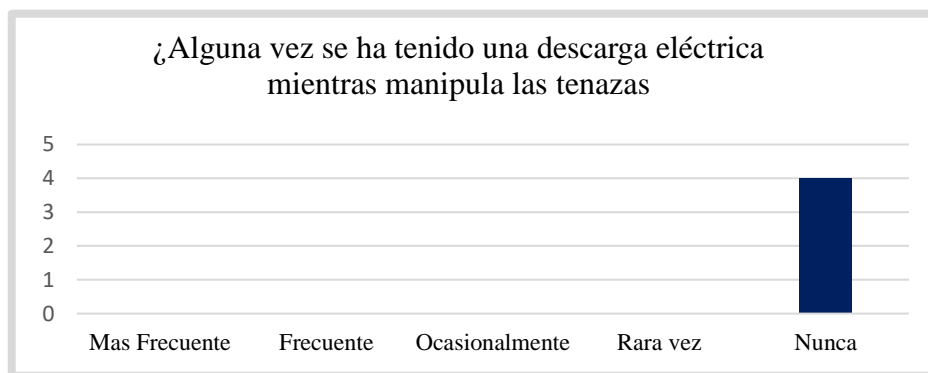 ¿Alguna vez se ha tenido una descarga eléctrica
mientras manipula las tenazas
5
4
3
2
1
0
Mas Frecuente Frecuente Ocasionalmente Rara vez Nunca